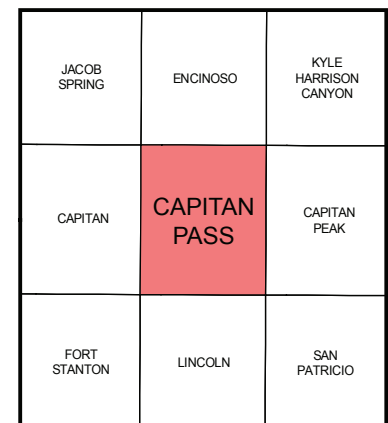 JACOB
SPRING
ENCINOSO
KYLE
HARRISON
CANYON
CAPITAN
CAPITAN
PASS
CAPITAN
PEAK
FORT
STANTON
LINCOLN
SAN
PATRICIO